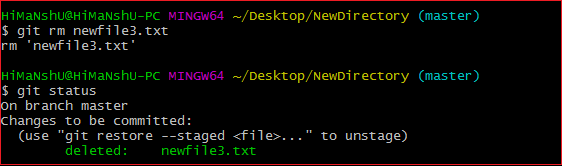 HiMaNshU@HiMaNshU-PC MINGW64 ~/Desktop/NewDirectory (master)
$ git rm newfile3.txt
rm 'newfile3.txt'
HiMaNshU@HiMaNshU-PC MINGW64 ~/Desktop/NewDirectory (master)
$ git status
On branch master
Changes to be committed:
  (use "git restore --staged <file>..." to unstage)
        deleted:    newfile3.txt